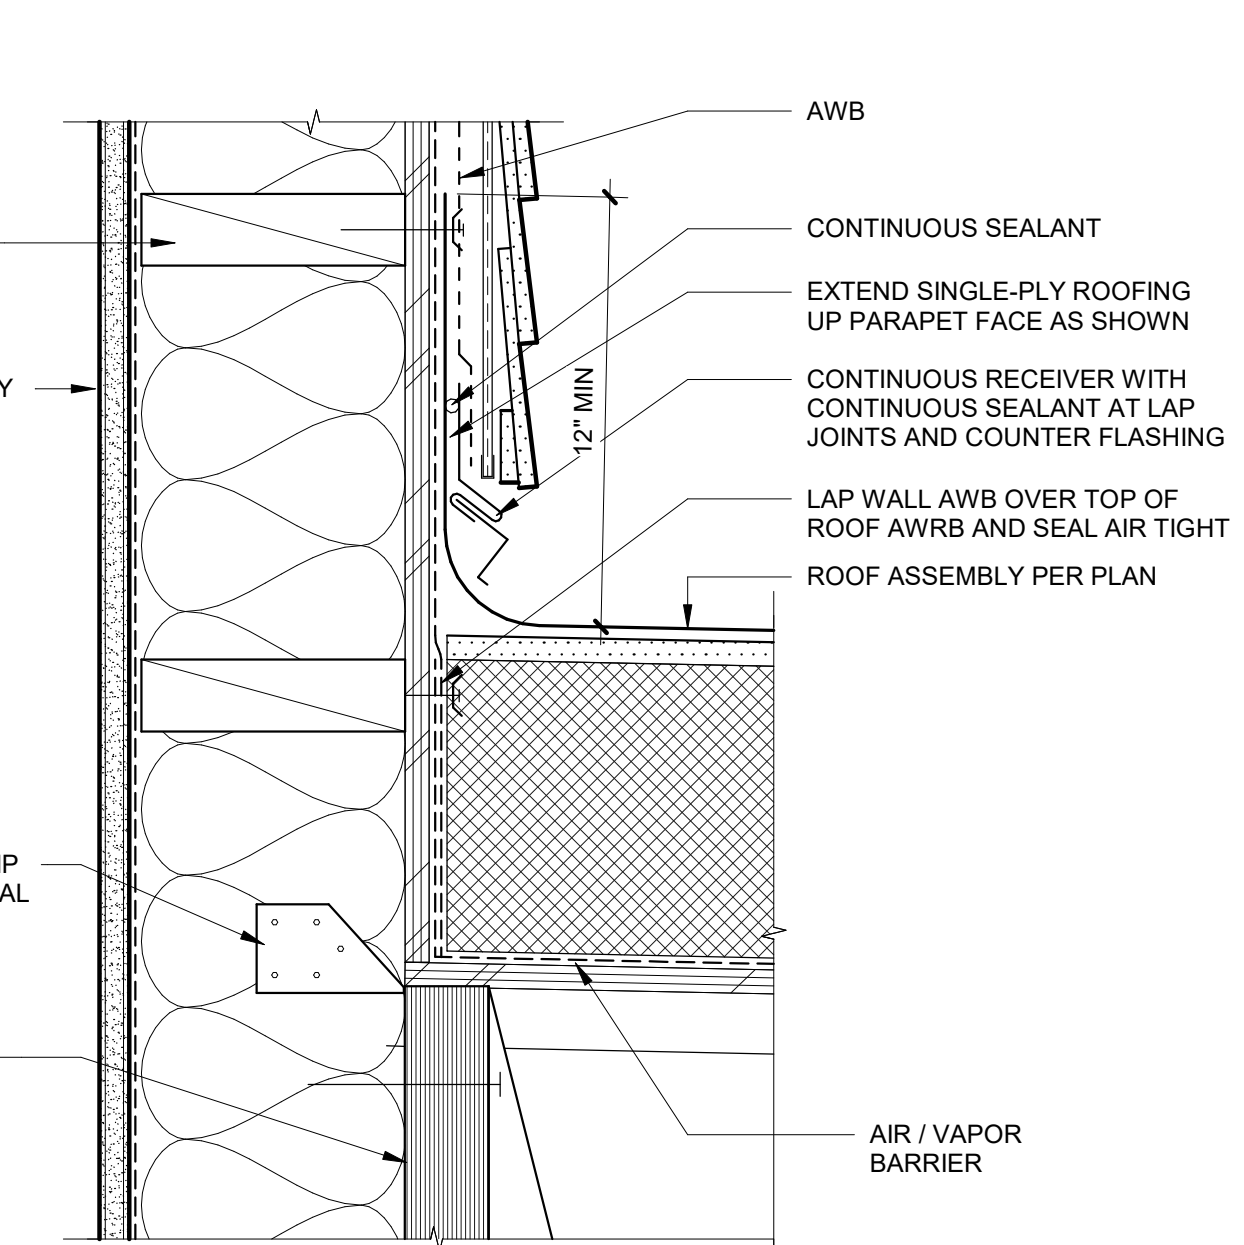 AWB
CONTINUOUS SEALANT
EXTEND SINGLE-PLY ROOFING
UP PARAPET FACE AS SHOWN
CONTINUOUS RECEIVER WITH
CONTINUOUS SEALANT AT LAP
JOINTS AND COUNTER FLASHING
12" MIN
LAP WALL AWB OVER TOP OF
ROOF AWRB AND SEAL AIR TIGHT
ROOF ASSEMBLY PER PLAN
AIR / VAPOR
BARRIER